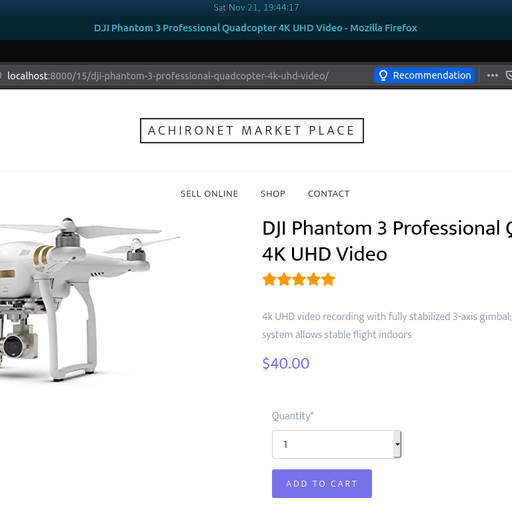 Sat Nov 21, 19:44:17
DJI Phantom 3 Professional Quadcopter 4K UHD Video - Mozilla Firefox
localhost:8000/15/dji-phantom-3-professional-quadcopter-4k-uhd-video/
Recommendation
ACHIRONET MARKET PLACE
SELL ONLINE SHOP CONTACT
DJI Phantom 3 Professional
4K UHD Video
4k UHD video recording with fully stabilized 3-axis gimbal;
system allows stable flight indoors
$40.00
Quantity*
1
ADD TO CART